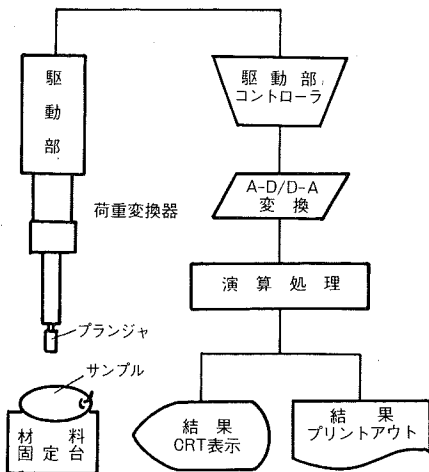 駆動部
荷重変換器
プランジャ
サンプル
材料
固定台
駆動部
コントローラ
A-D/D-A
変換
演算処理
結果
CRT表示
結果
プリントアウト